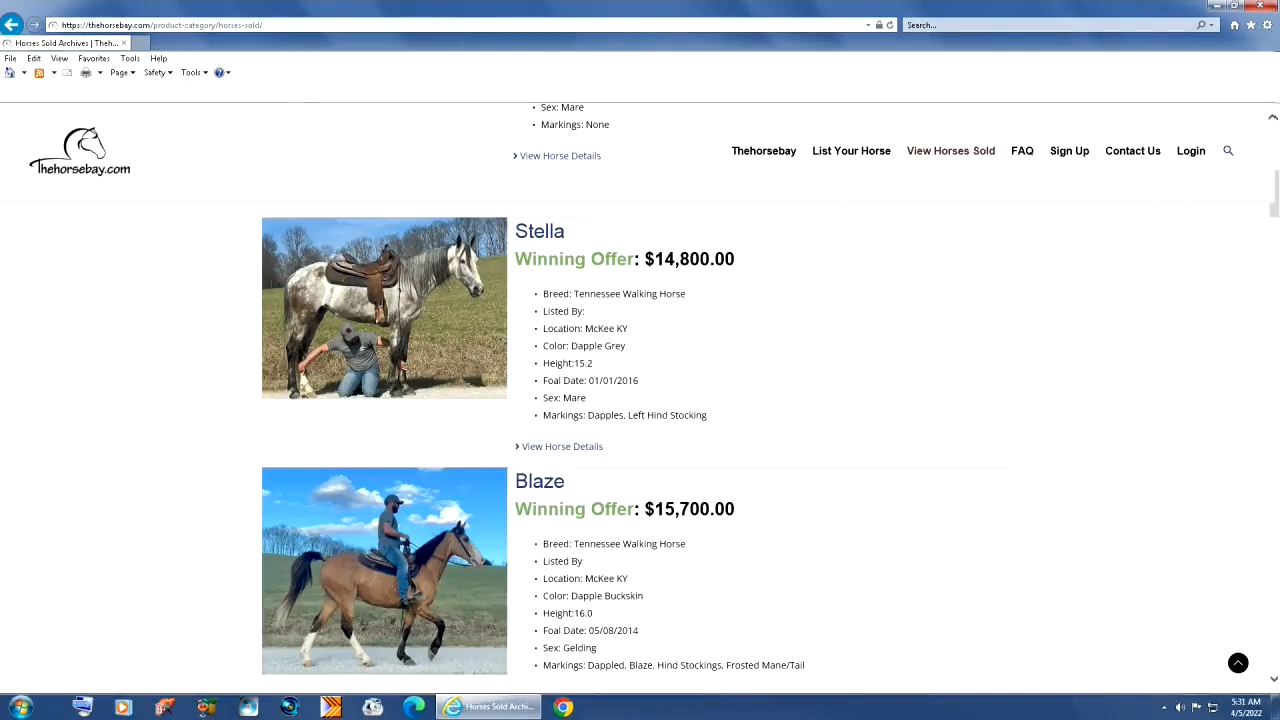 https://thehorsebay.com/product-category/horses-sold/
Search...
Horses Sold Archives | Theh...
File Edit View Favorites Tools Help
Page Safety Tools
Sex: Mare
Markings: None
View Horse Details
Thehorsebay.com
Thehorsebay List Your Horse View Horses Sold FAQ Sign Up Contact Us Login
Stella
Winning Offer: $14,800.00
Breed: Tennessee Walking Horse
Listed By:
Location: McKee KY
Color: Dapple Grey
Height:15.2
Foal Date: 01/01/2016
Sex: Mare
Markings: Dapples, Left Hind Stocking
View Horse Details
Blaze
Winning Offer: $15,700.00
Breed: Tennessee Walking Horse
Listed By
Location: McKee KY
Color: Dapple Buckskin
Height:16.0
Foal Date: 05/08/2014
Sex: Gelding
Markings: Dappled, Blaze, Hind Stockings, Frosted Mane/Tail
Horses Sold Archi...
5:31 AM
4/5/2022